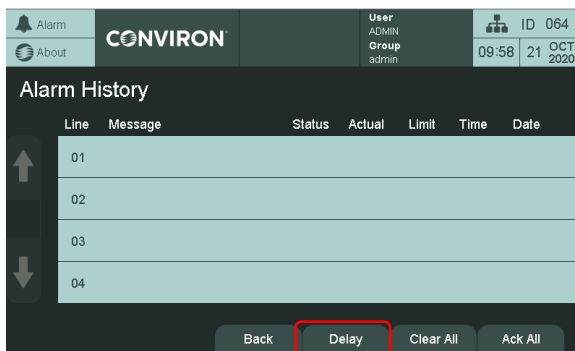 Alarm
About
CONVIRON
User
ADMIN
Group
admin
ID 064
09:58 21 OCT 2020
Alarm History
Line Message Status Actual Limit Time Date
01
02
03
04
Back Delay Clear All Ack All